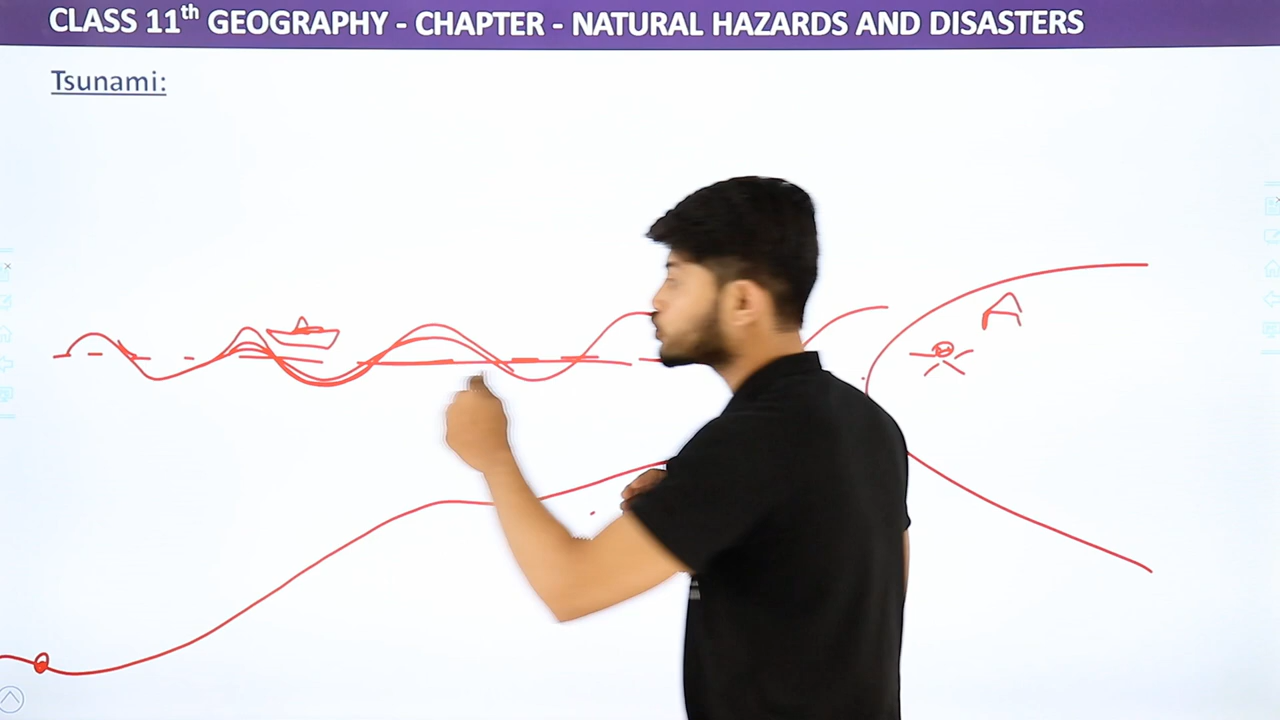 CLASS 11th GEOGRAPHY - CHAPTER - NATURAL HAZARDS AND DISASTERS
Tsunami: